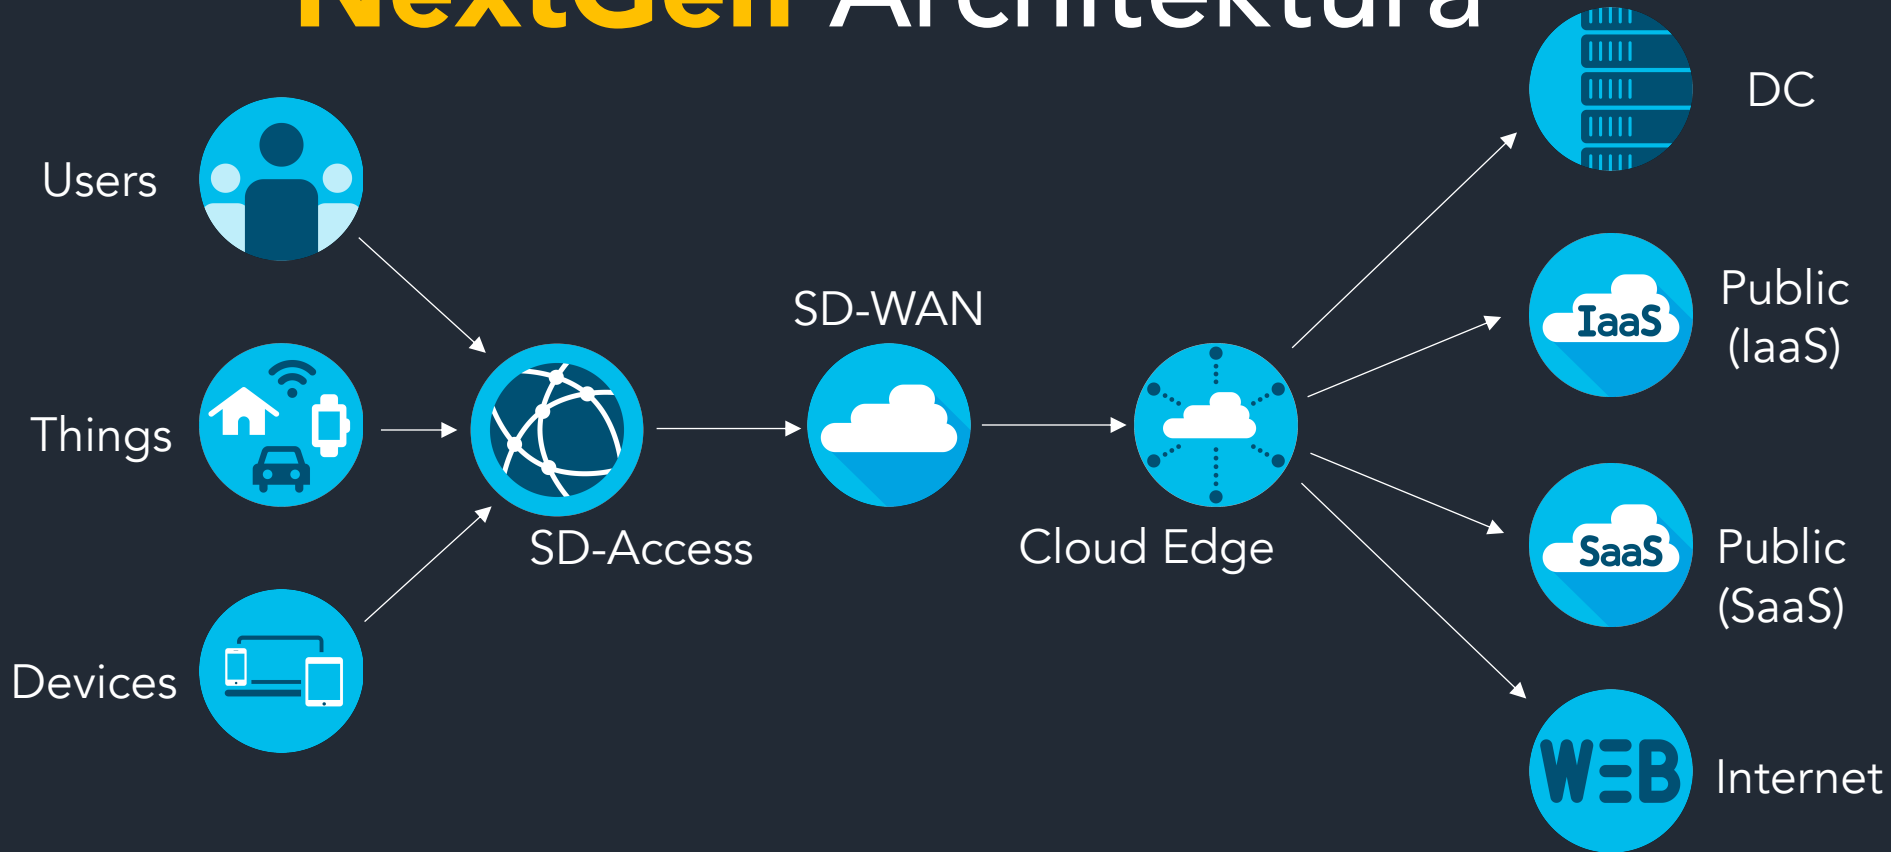 NextGen Architektura
Users
Things
Devices
SD-Access
SD-WAN
Cloud Edge
DC
IaaS
Public
(IaaS)
SaaS
Public
(SaaS)
WEB
Internet